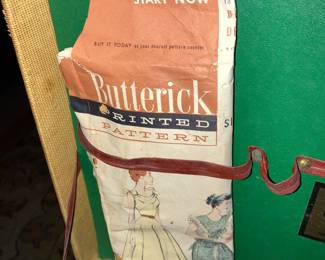 START NOW
BUY IT TODAY at your nearest pattern counter
Butterick
PRINTED
PATTERN